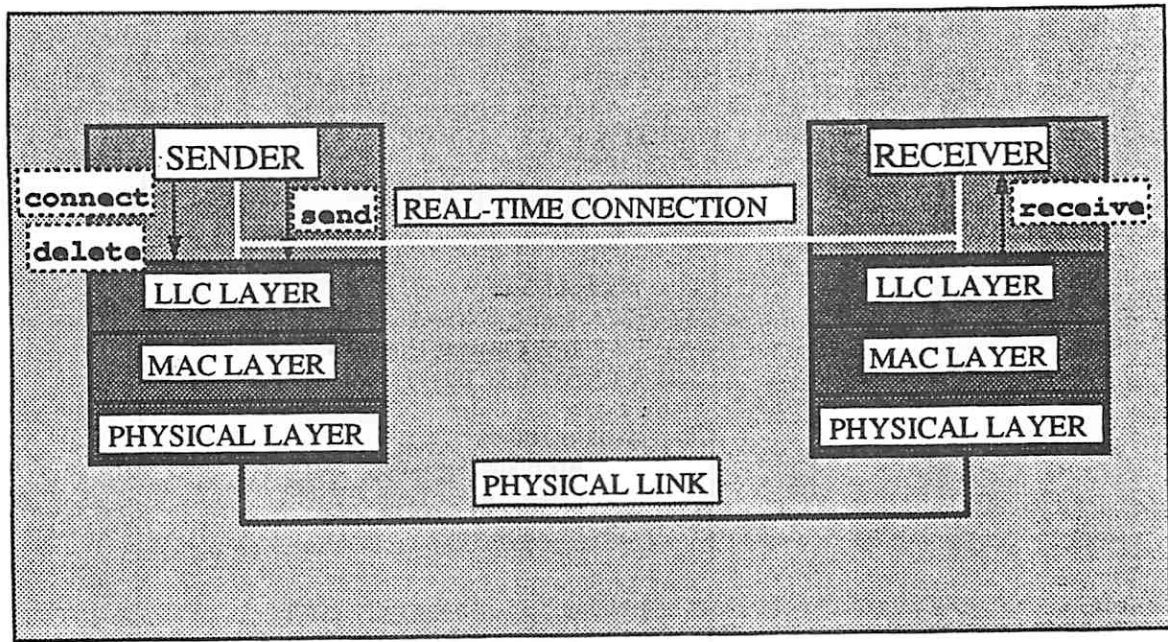 SENDER
RECEIVER
connect
send
REAL-TIME CONNECTION
receive
delete
LLC LAYER
LLC LAYER
MAC LAYER
MAC LAYER
PHYSICAL LAYER
PHYSICAL LAYER
PHYSICAL LINK